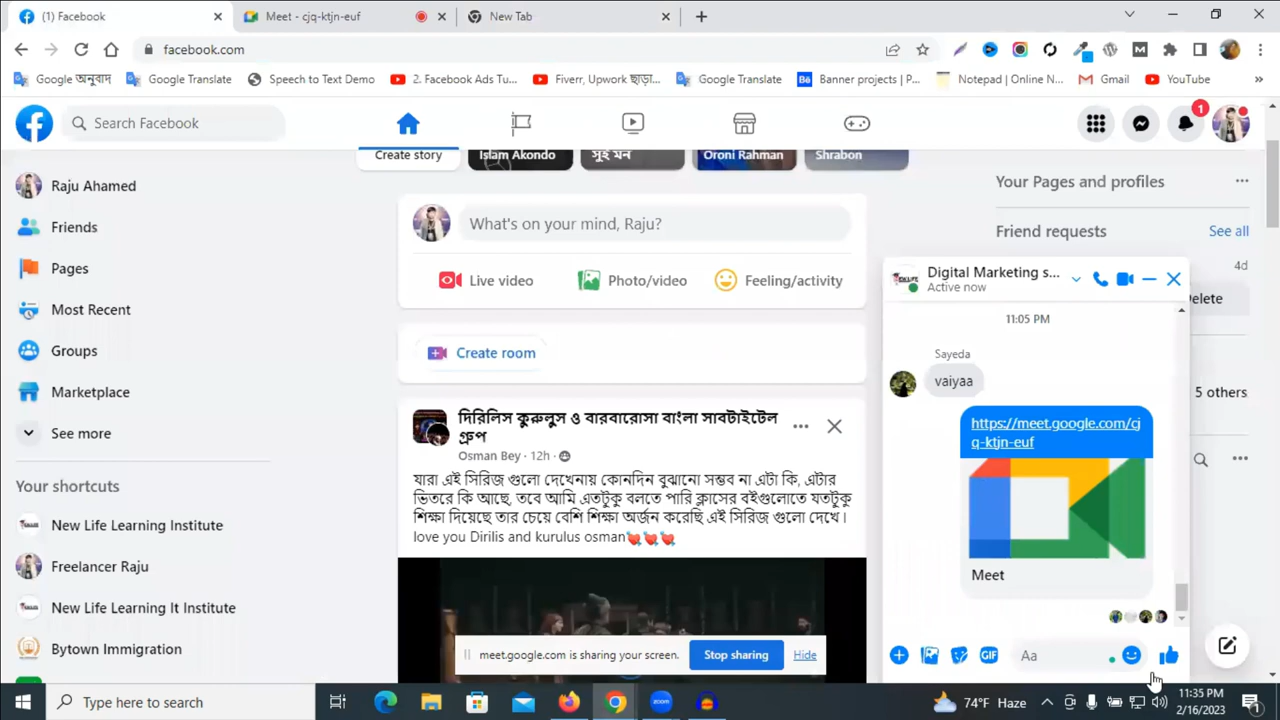 (1) Facebook
Meet - cjq-ktjn-euf
New Tab
facebook.com
Google অনুবাদ
Google Translate
Speech to Text Demo
2. Facebook Ads Tu...
Fiverr, Upwork ছাড়া...
Google Translate
Banner projects | P...
Notepad | Online N...
Gmail
YouTube
Search Facebook
1
Create story
Islam Akondo
সুই মন
Oroni Rahman
Shrabon
Raju Ahamed
Friends
Pages
Most Recent
Groups
Marketplace
See more
Your shortcuts
New Life Learning Institute
Freelancer Raju
New Life Learning It Institute
Bytown Immigration
What's on your mind, Raju?
Live video
Photo/video
Feeling/activity
Create room
দিরিলিস কুরুলুস ও বারবারোসা বাংলা সাবটাইটেল
গ্রুপ
Osman Bey · 12h ·
যারা এই সিরিজ গুলো দেখেনায় কোনদিন বুঝানো সম্ভব না এটা কি, এটার
ভিতরে কি আছে, তবে আমি এতটুকু বলতে পারি ক্লাসের বইগুলোতে যতটুকু
শিক্ষা দিয়েছে তার চেয়ে বেশি শিক্ষা অর্জন করেছি এই সিরিজ গুলো দেখে।
love you Dirilis and kurulus osman💘💘💘
meet.google.com is sharing your screen.
Stop sharing
Hide
Your Pages and profiles
Friend requests
See all
4d
Delete
5 others
Digital Marketing s...
Active now
11:05 PM
Sayeda
vaiyaa
https://meet.google.com/cj
q-ktjn-euf
Meet
GIF
Aa
Type here to search
zoom
74°F Haze
11:35 PM
2/16/2023
1